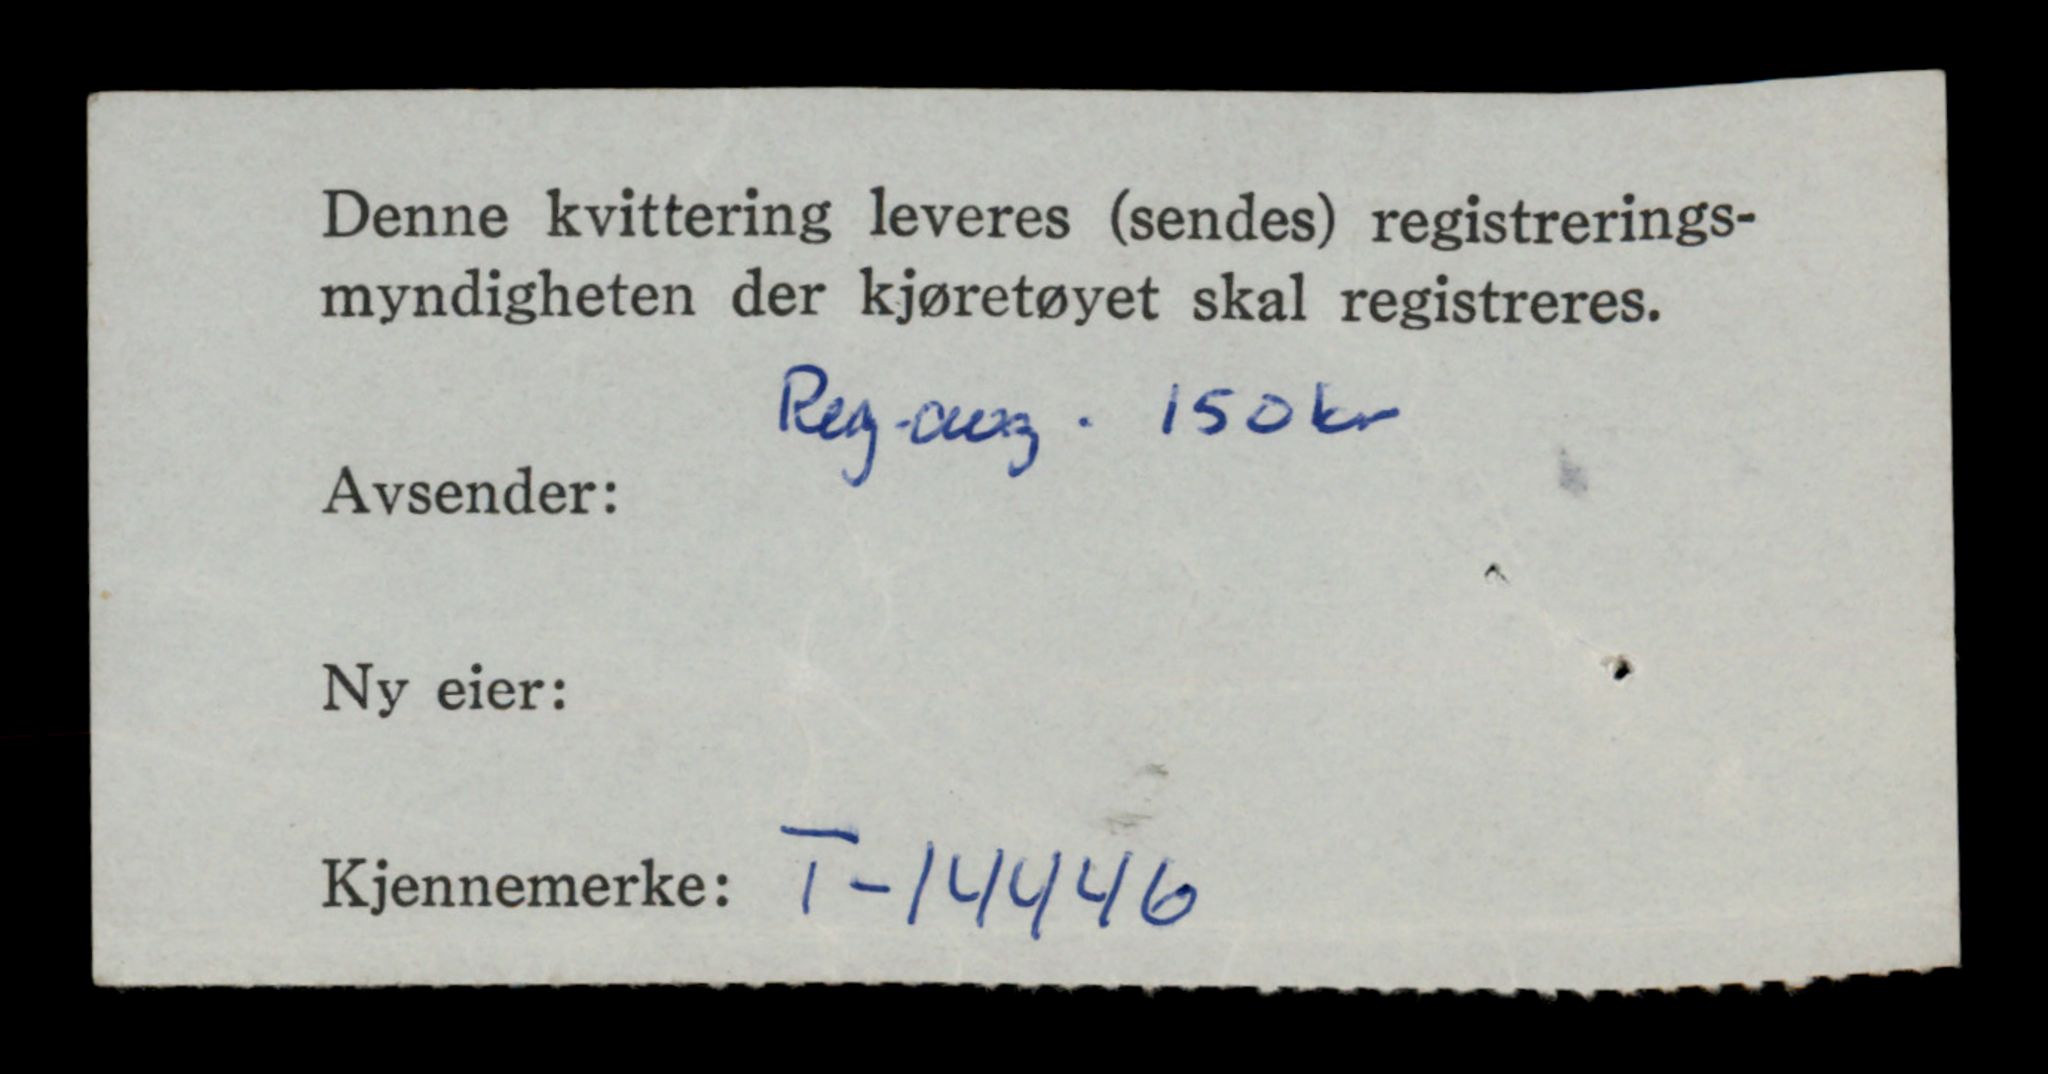 Denne kvittering leveres (sendes) registrerings-
myndigheten der kjøretøyet skal registreres.
Reg-avg. 150 kr
Avsender:
Ny eier:
Kjennemerke: T-14446